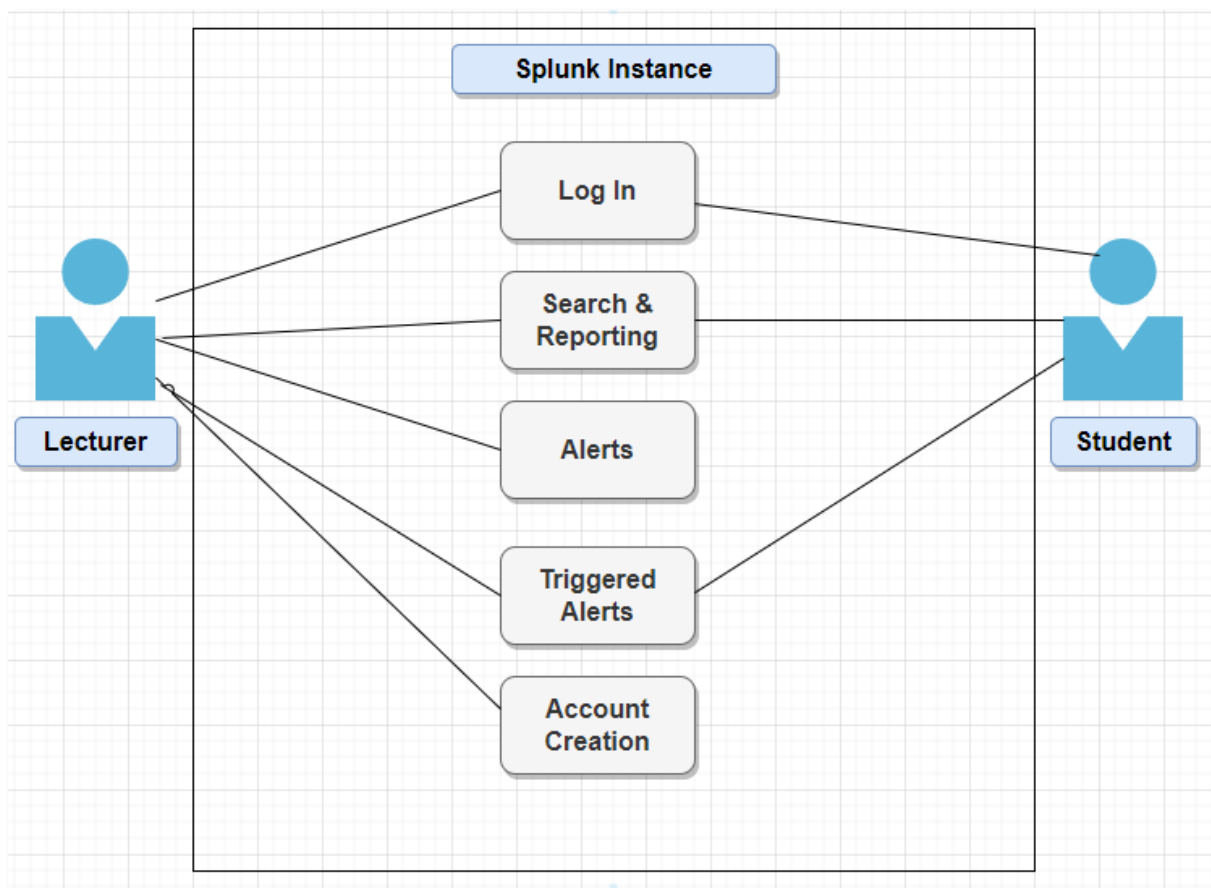 Splunk Instance
Log In
Search &
Reporting
Lecturer
Alerts
Student
Triggered
Alerts
Account
Creation